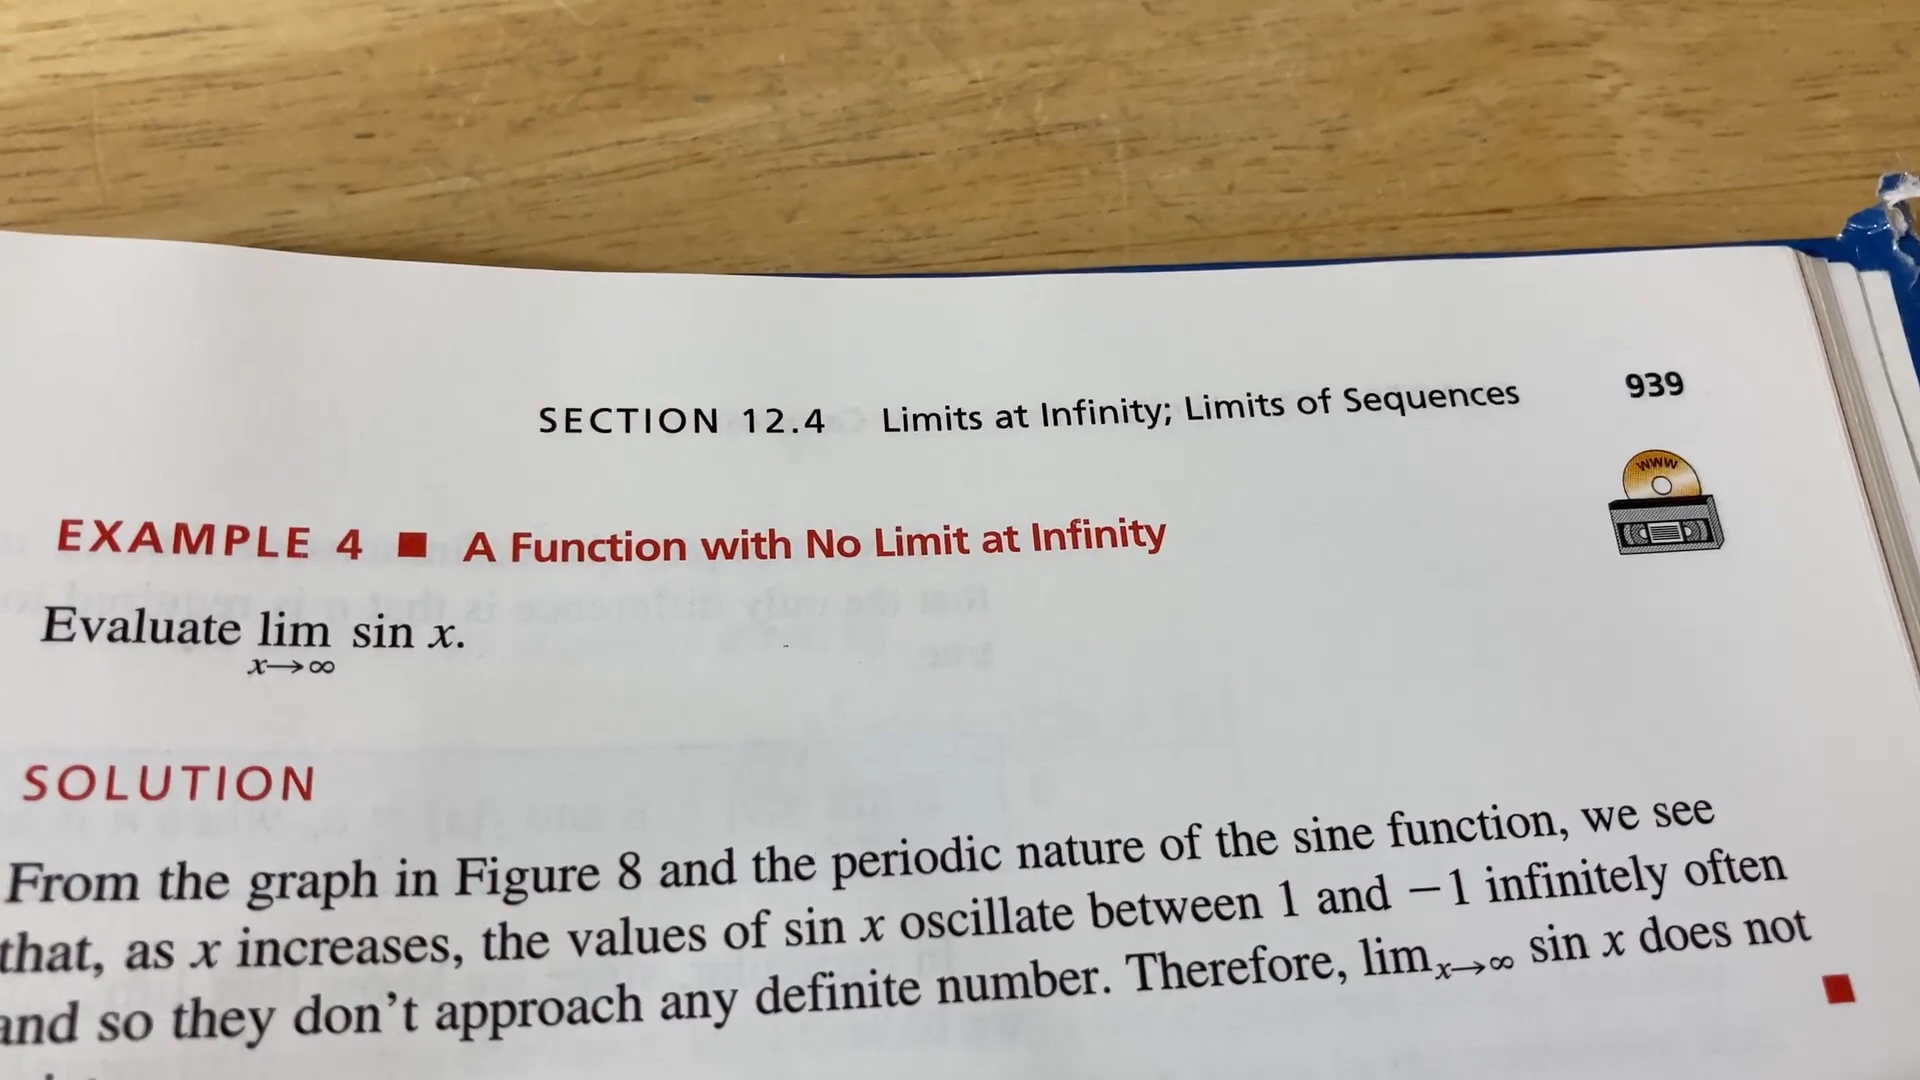 SECTION 12.4 Limits at Infinity; Limits of Sequences 939
WWW
EXAMPLE 4 ■ A Function with No Limit at Infinity
Evaluate lim sin x.
x→∞
SOLUTION
From the graph in Figure 8 and the periodic nature of the sine function, we see
that, as x increases, the values of sin x oscillate between 1 and −1 infinitely often
and so they don't approach any definite number. Therefore, lim x→∞ sin x does not